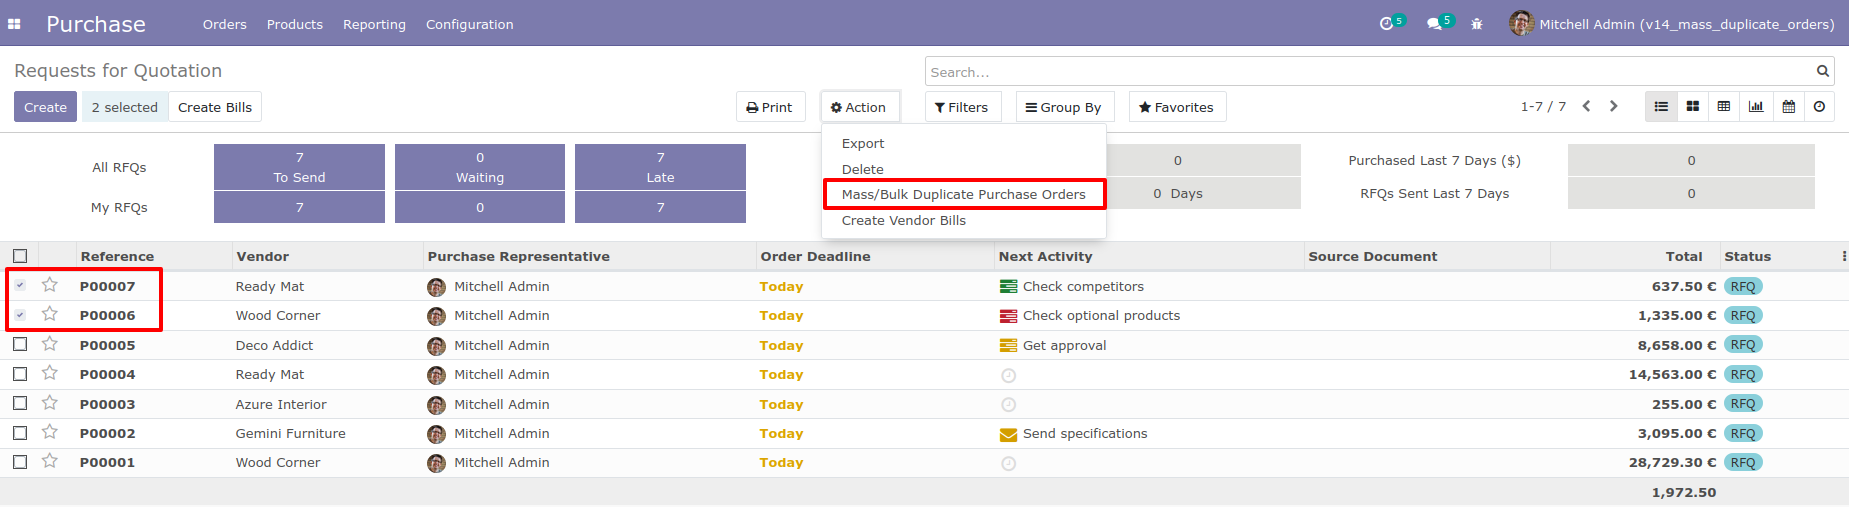 Purchase Orders Products Reporting Configuration 5 5 Mitchell Admin (v14_mass_duplicate_orders)
Requests for Quotation Search...
Create 2 selected Create Bills Print Action Filters Group By Favorites 1-7 / 7
Export
Delete
Mass/Bulk Duplicate Purchase Orders
Create Vendor Bills
All RFQs 7 To Send 0 Waiting 7 Late 0 Purchased Last 7 Days ($) 0
My RFQs 7 0 7 0 Days RFQs Sent Last 7 Days 0
Reference Vendor Purchase Representative Order Deadline Next Activity Source Document Total Status
P00007 Ready Mat Mitchell Admin Today Check competitors 637.50 € RFQ
P00006 Wood Corner Mitchell Admin Today Check optional products 1,335.00 € RFQ
P00005 Deco Addict Mitchell Admin Today Get approval 8,658.00 € RFQ
P00004 Ready Mat Mitchell Admin Today 14,563.00 € RFQ
P00003 Azure Interior Mitchell Admin Today 255.00 € RFQ
P00002 Gemini Furniture Mitchell Admin Today Send specifications 3,095.00 € RFQ
P00001 Wood Corner Mitchell Admin Today 28,729.30 € RFQ
1,972.50